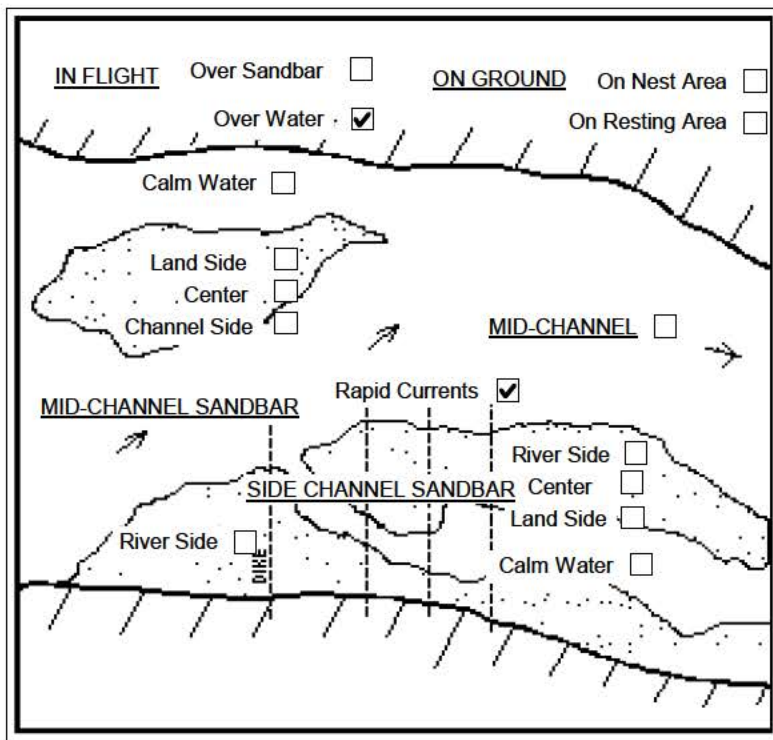 IN FLIGHT Over Sandbar ☐ ON GROUND On Nest Area ☐
Over Water ☑ On Resting Area ☐
Calm Water ☐
Land Side ☐
Center ☐
Channel Side ☐
MID-CHANNEL ☐
Rapid Currents ☑
MID-CHANNEL SANDBAR
River Side ☐
SIDE CHANNEL SANDBAR Center ☐
Land Side ☐
River Side ☐
DIKE
Calm Water ☐